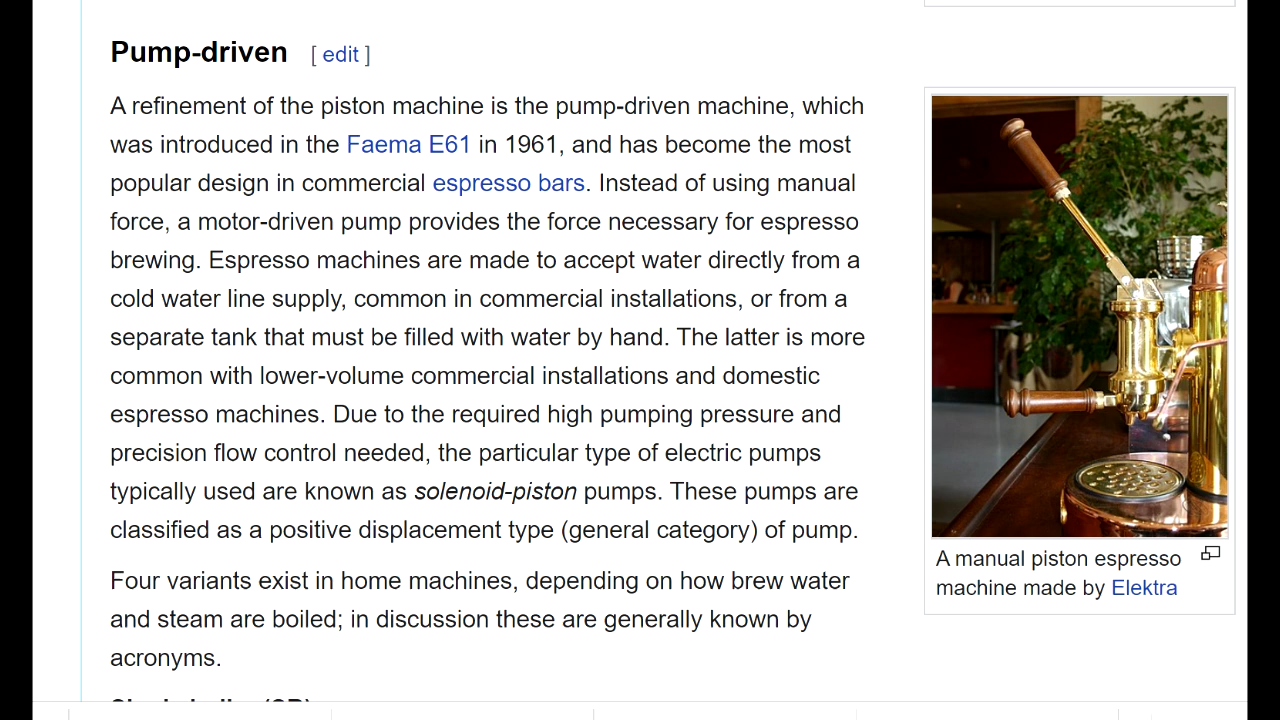 Pump-driven [ edit ]
A refinement of the piston machine is the pump-driven machine, which
was introduced in the Faema E61 in 1961, and has become the most
popular design in commercial espresso bars. Instead of using manual
force, a motor-driven pump provides the force necessary for espresso
brewing. Espresso machines are made to accept water directly from a
cold water line supply, common in commercial installations, or from a
separate tank that must be filled with water by hand. The latter is more
common with lower-volume commercial installations and domestic
espresso machines. Due to the required high pumping pressure and
precision flow control needed, the particular type of electric pumps
typically used are known as solenoid-piston pumps. These pumps are
classified as a positive displacement type (general category) of pump.
Four variants exist in home machines, depending on how brew water
and steam are boiled; in discussion these are generally known by
acronyms.
A manual piston espresso
machine made by Elektra